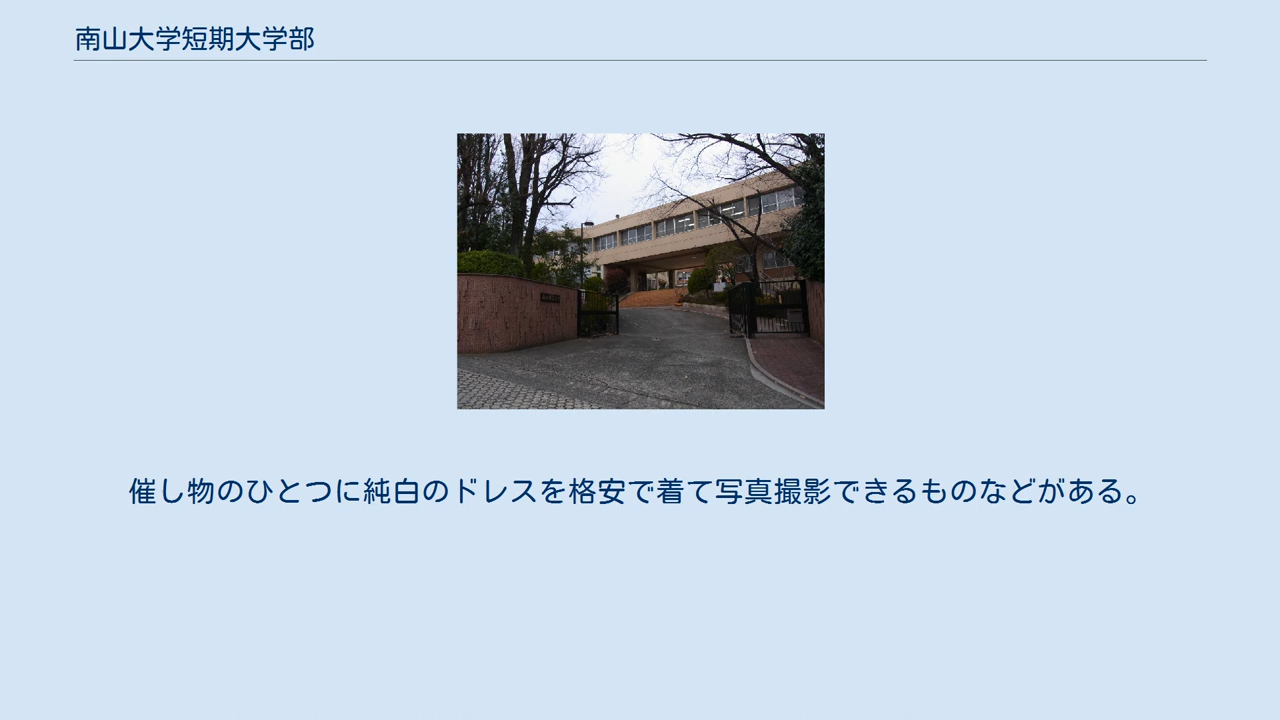 南山大学短期大学部
催し物のひとつに純白のドレスを格安で着て写真撮影できるものなどがある。